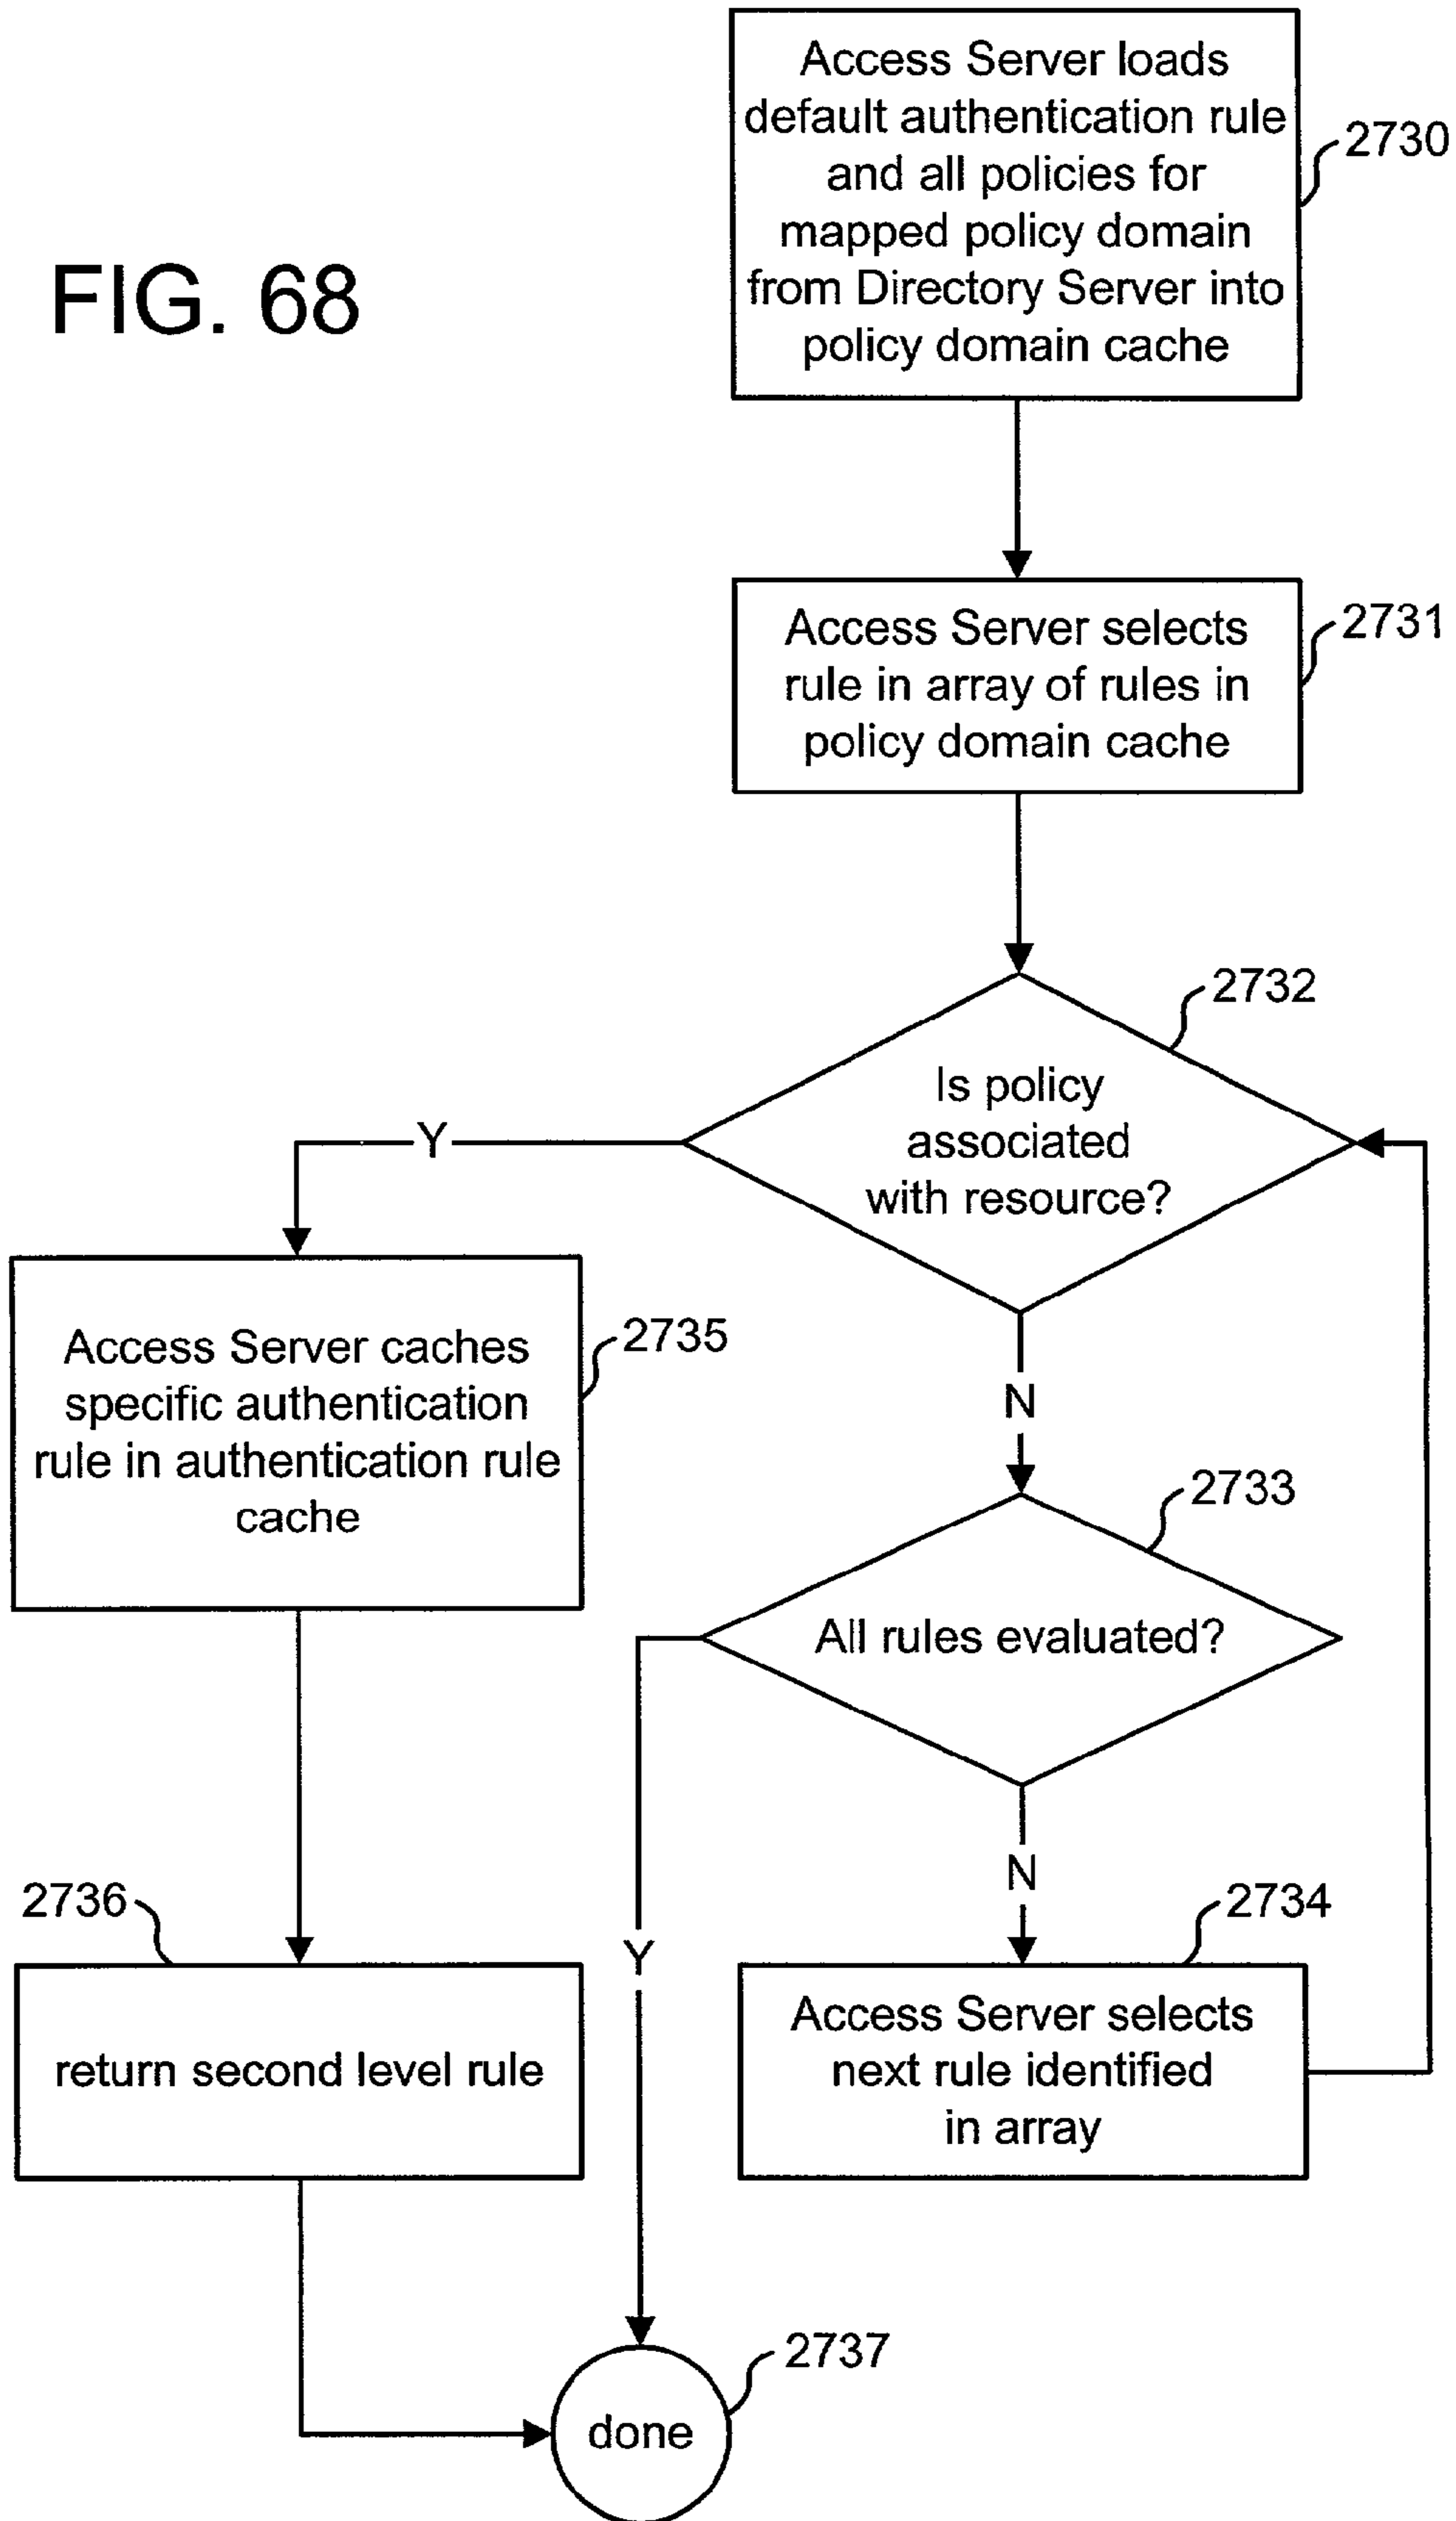 FIG. 68
Access Server loads
default authentication rule
and all policies for
mapped policy domain
from Directory Server into
policy domain cache
2730
Access Server selects
rule in array of rules in
policy domain cache
2731
2732
Is policy
associated
with resource?
Y
N
Access Server caches
specific authentication
rule in authentication rule
cache
2735
2733
All rules evaluated?
Y
N
2736
return second level rule
2734
Access Server selects
next rule identified
in array
2737
done